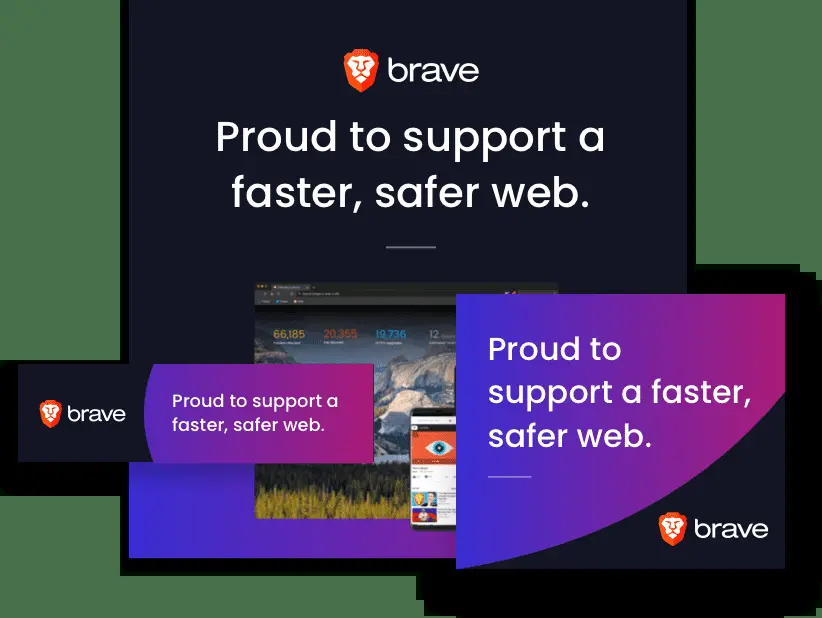 brave
Proud to support a
faster, safer web.
66,185
20,355
19,736
12
Proud to
support a faster,
safer web.
brave
Proud to support a
faster, safer web.
brave